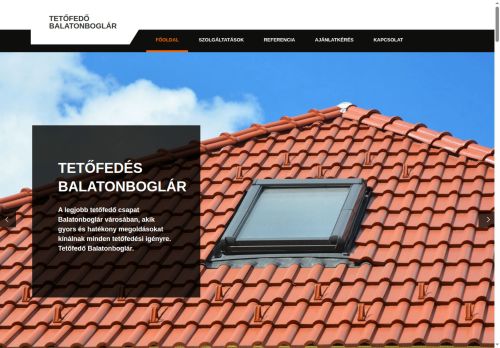 TETŐFEDŐ
BALATONBOGLÁR
FŐOLDAL SZOLGÁLTATÁSOK REFERENCIA AJÁNLATKÉRÉS KAPCSOLAT
TETŐFEDÉS
BALATONBOGLÁR
A legjobb tetőfedő csapat
Balatonboglár városában, akik
gyors és hatékony megoldásokat
kínálnak minden tetőfedési igényre.
Tetőfedő Balatonboglár.